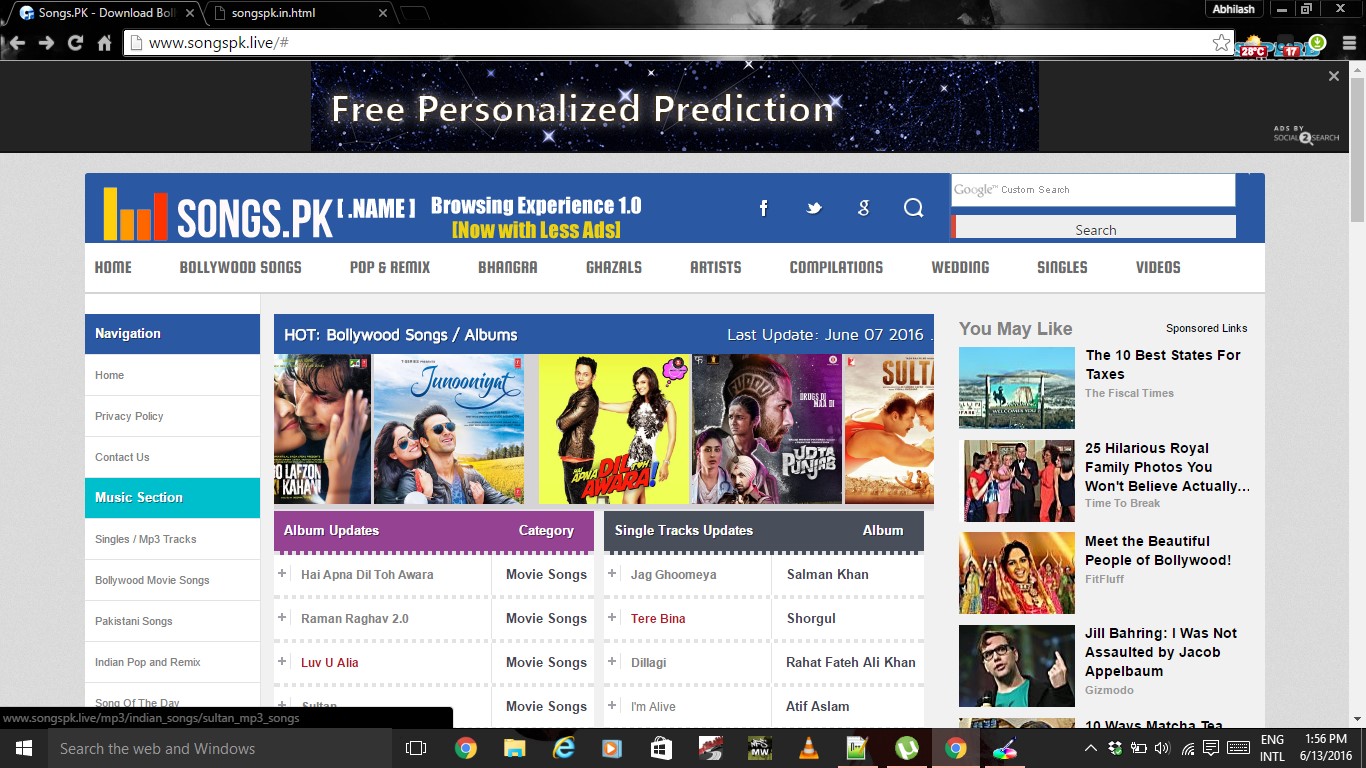 Songs.PK - Download Boll
songspk.in.html
Abhilash
www.songspk.live/#
28°C
17
Free Personalized Prediction
ADS BY
SOCIAL2SEARCH
SONGS.PK [ .NAME ]
Browsing Experience 1.0
[Now with Less Ads]
Google™ Custom Search
Search
HOME BOLLYWOOD SONGS POP & REMIX BHANGRA GHAZALS ARTISTS COMPILATIONS WEDDING SINGLES VIDEOS
Navigation
Home
Privacy Policy
Contact Us
Music Section
Singles / Mp3 Tracks
Bollywood Movie Songs
Pakistani Songs
Indian Pop and Remix
Song Of The Day
HOT: Bollywood Songs / Albums
Last Update: June 07 2016 .
DO LAFZON
KI KAHANI
Junooniyat
HAI APNA DIL TOH
AWARA!
UDTA
PUNJAB
DRUGS DI
MAA DI
SULTA
Album Updates Category
Hai Apna Dil Toh Awara Movie Songs
Raman Raghav 2.0 Movie Songs
Luv U Alia Movie Songs
Sultan Movie Songs
Single Tracks Updates Album
Jag Ghoomeya Salman Khan
Tere Bina Shorgul
Dillagi Rahat Fateh Ali Khan
I'm Alive Atif Aslam
You May Like
Sponsored Links
The 10 Best States For
Taxes
The Fiscal Times
25 Hilarious Royal
Family Photos You
Won't Believe Actually...
Time To Break
Meet the Beautiful
People of Bollywood!
FitFluff
Jill Bahring: I Was Not
Assaulted by Jacob
Appelbaum
Gizmodo
10 Ways Matcha Tea
www.songspk.live/mp3/indian_songs/sultan_mp3_songs
Search the web and Windows
NFS
MW
ENG
INTL
1:56 PM
6/13/2016